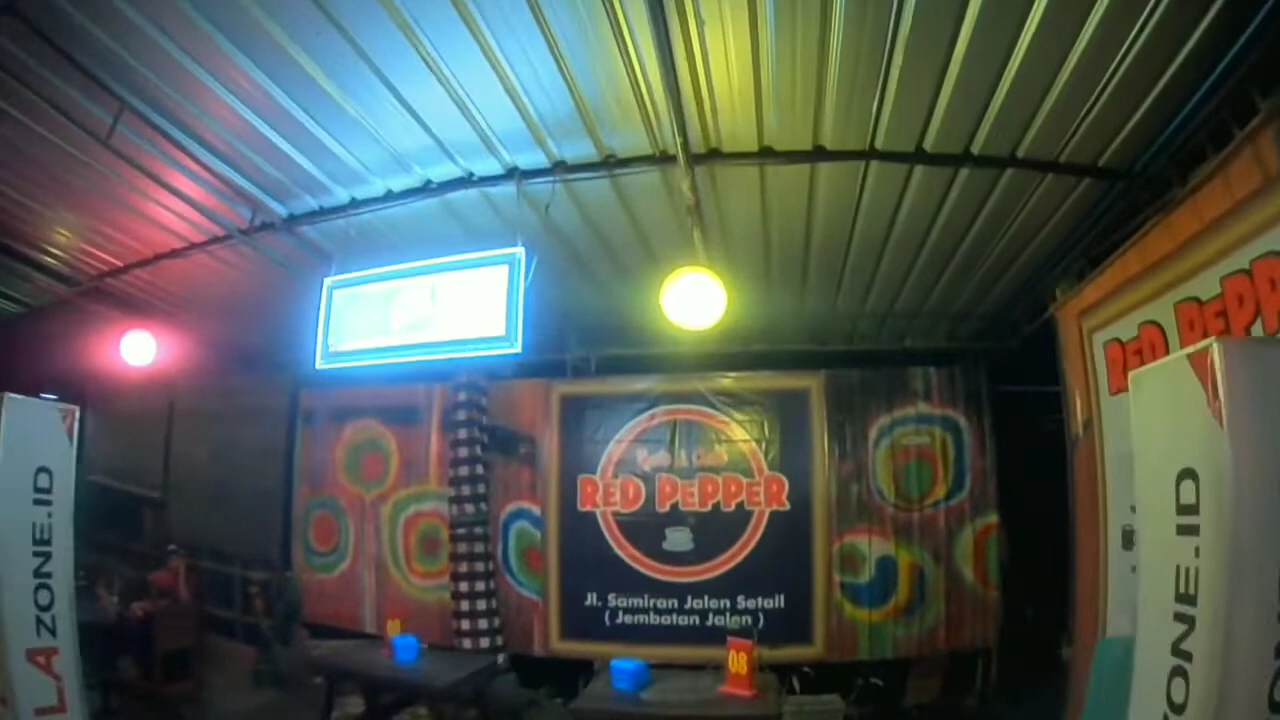 RED PEPPER
RED PEPPER
Jl. Samiran Jalen Setail
( Jembatan Jalen )
08
LAZONE.ID
ZONE.ID